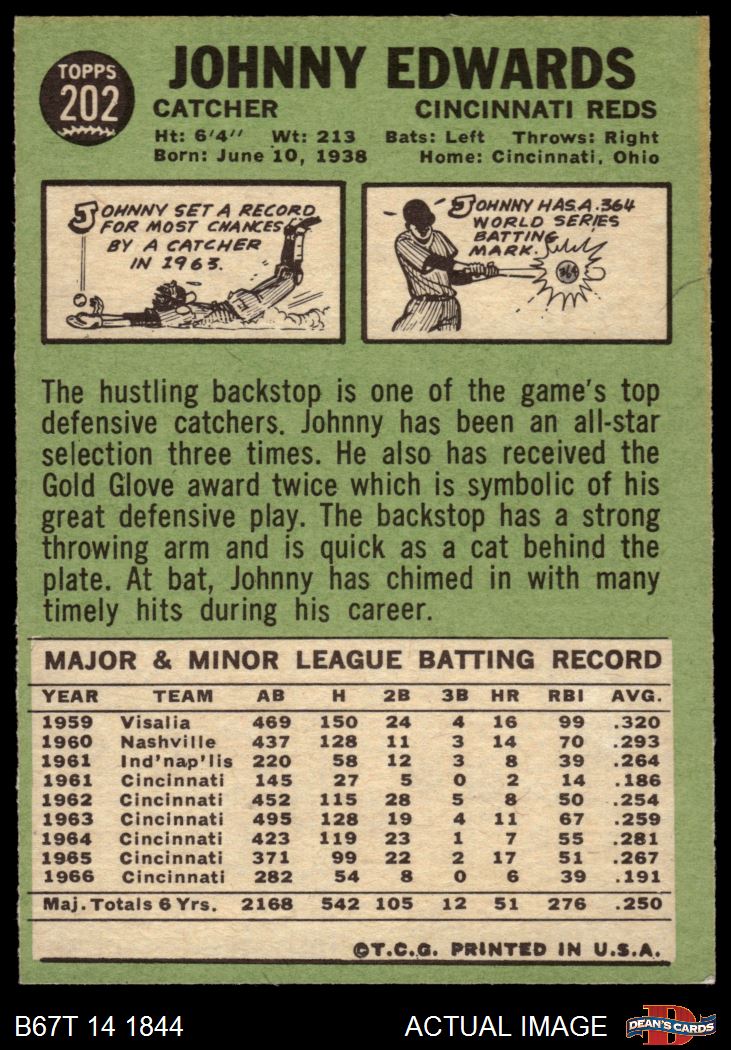 TOPPS
202
JOHNNY EDWARDS
CATCHER CINCINNATI REDS
Ht: 6'4" Wt: 213 Bats: Left Throws: Right
Born: June 10, 1938 Home: Cincinnati, Ohio
JOHNNY SET A RECORD
FOR MOST CHANCES
BY A CATCHER
IN 1963.
JOHNNY HAS A .364
WORLD SERIES
BATTING
MARK.
364
The hustling backstop is one of the game's top
defensive catchers. Johnny has been an all-star
selection three times. He also has received the
Gold Glove award twice which is symbolic of his
great defensive play. The backstop has a strong
throwing arm and is quick as a cat behind the
plate. At bat, Johnny has chimed in with many
timely hits during his career.
MAJOR & MINOR LEAGUE BATTING RECORD
YEAR TEAM AB H 2B 3B HR RBI AVG.
1959 Visalia 469 150 24 4 16 99 .320
1960 Nashville 437 128 11 3 14 70 .293
1961 Ind'nap'lis 220 58 12 3 8 39 .264
1961 Cincinnati 145 27 5 0 2 14 .186
1962 Cincinnati 452 115 28 5 8 50 .254
1963 Cincinnati 495 128 19 4 11 67 .259
1964 Cincinnati 423 119 23 1 7 55 .281
1965 Cincinnati 371 99 22 2 17 51 .267
1966 Cincinnati 282 54 8 0 6 39 .191
Maj. Totals 6 Yrs. 2168 542 105 12 51 276 .250
©T.C.G. PRINTED IN U.S.A.
B67T 14 1844 ACTUAL IMAGE
D
DEAN'S CARDS